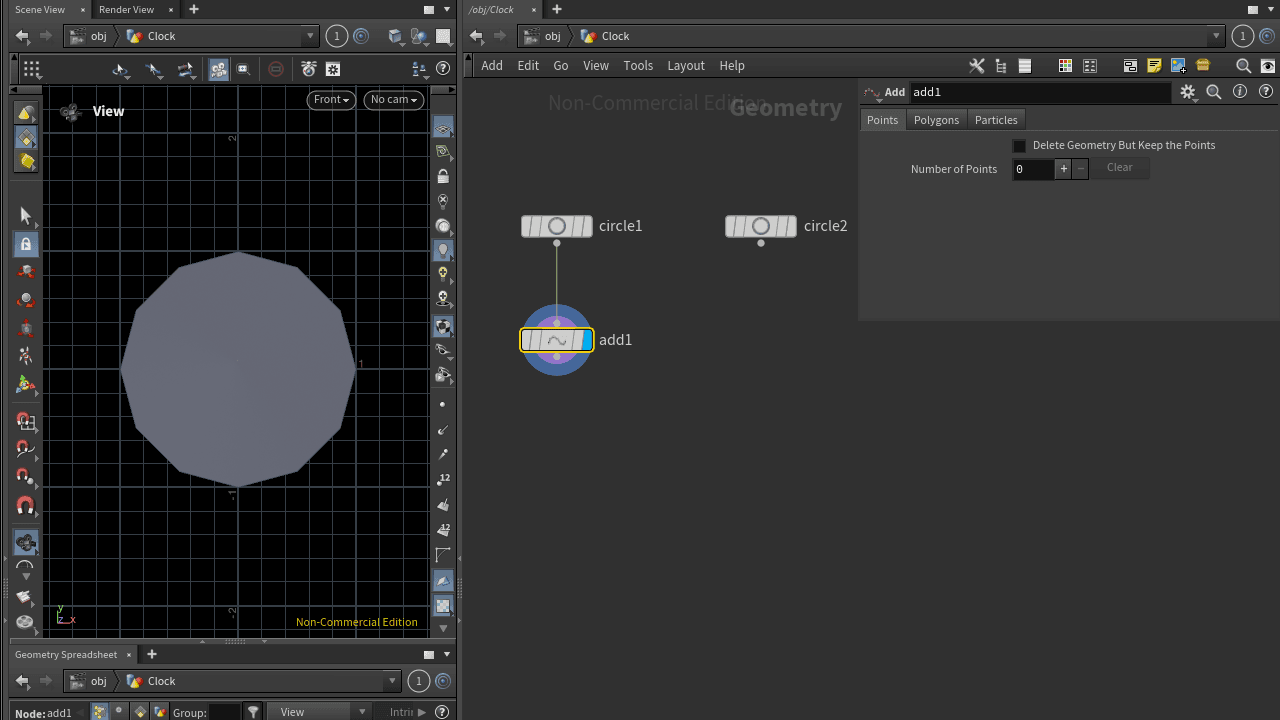 Scene View × Render View × +
obj Clock 1
View
Front No cam
2
1
-1
-2
12
12
y
z x
Non-Commercial Edition
Geometry Spreadsheet × +
obj Clock 1
Node: add1 Group: View Intrin
/obj/Clock × +
obj Clock 1
Add Edit Go View Tools Layout Help
Non-Commercial Edition
Geometry
circle1
circle2
add1
Add add1
Points Polygons Particles
Delete Geometry But Keep the Points
Number of Points 0 + − Clear